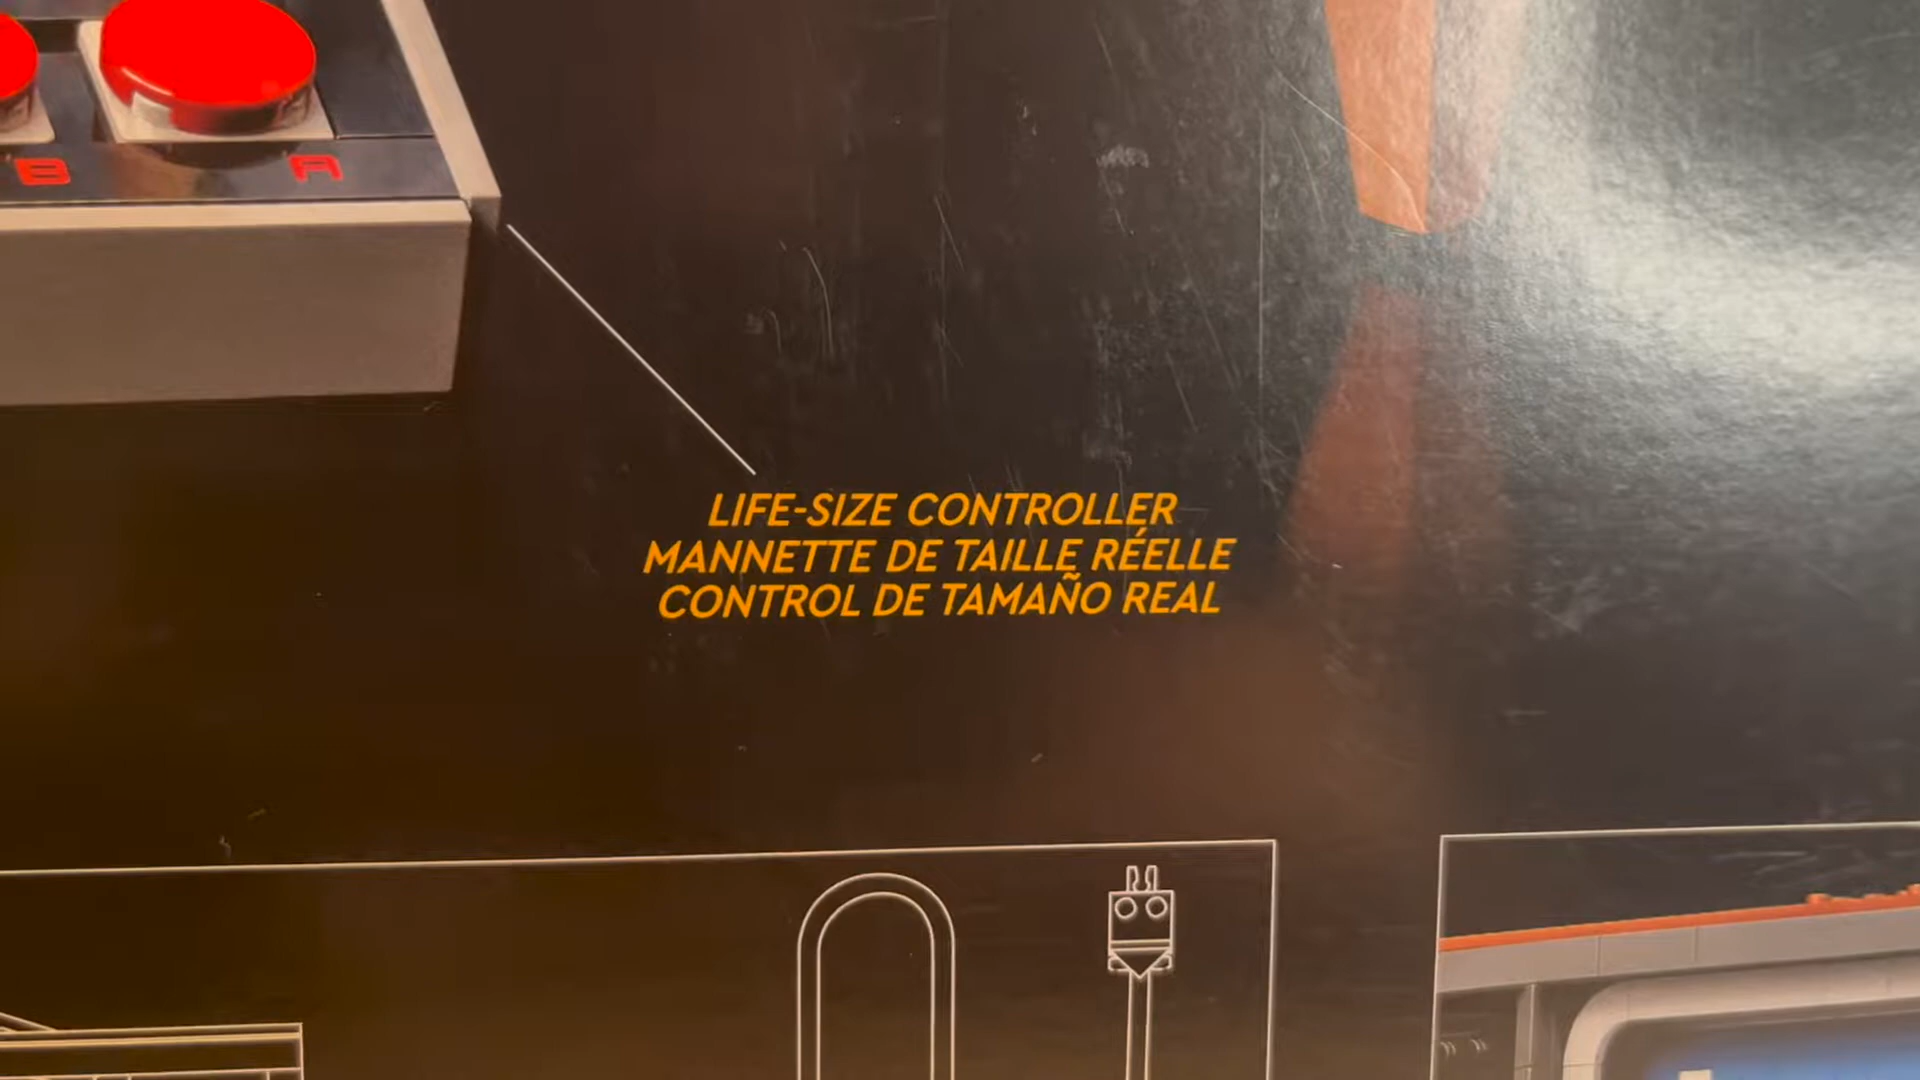 B A
LIFE-SIZE CONTROLLER
MANNETTE DE TAILLE RÉELLE
CONTROL DE TAMAÑO REAL